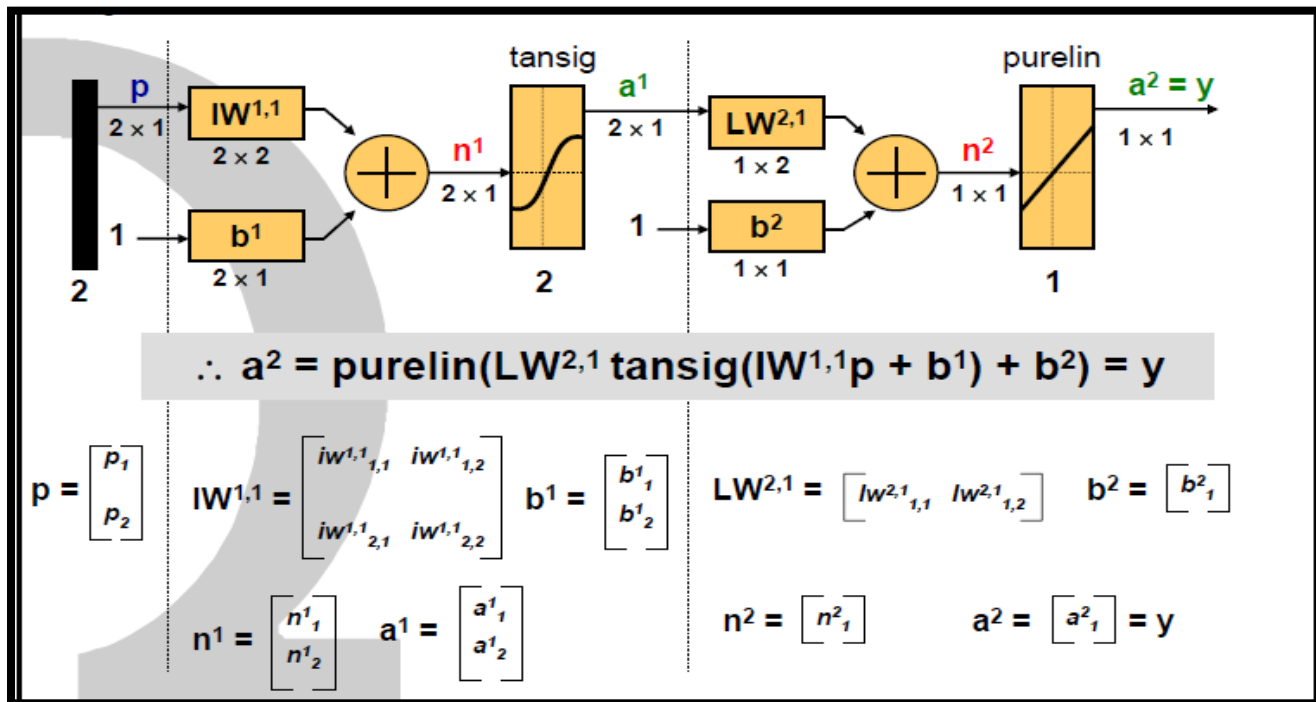 tansig
purelin
p
IW¹,¹
a¹
LW²,¹
a² = y
2 × 1
2 × 2
n¹
2 × 1
2 × 1
1 × 2
n²
1 × 1
1 × 1
1
b¹
1
b²
2
2 × 1
2
1 × 1
1
∴ a² = purelin(LW²,¹ tansig(IW¹,¹p + b¹) + b²) = y
p = [p₁ p₂] IW¹,¹ = [iw¹,¹₁,₁ iw¹,¹₁,₂ iw¹,¹₂,₁ iw¹,¹₂,₂] b¹ = [b¹₁ b¹₂] LW²,¹ = [lw²,¹₁,₁ lw²,¹₁,₂] b² = [b²₁]
n¹ = [n¹₁ n¹₂] a¹ = [a¹₁ a¹₂] n² = [n²₁] a² = [a²₁] = y